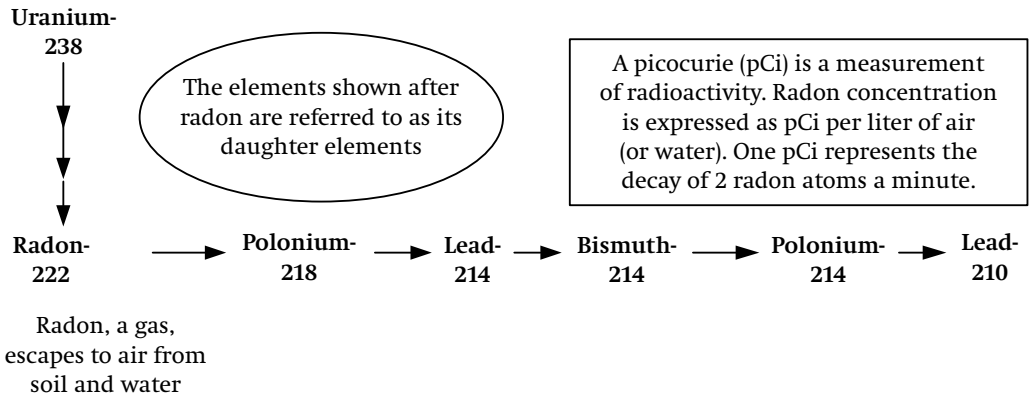 Uranium-
238
The elements shown after
radon are referred to as its
daughter elements
A picocurie (pCi) is a measurement
of radioactivity. Radon concentration
is expressed as pCi per liter of air
(or water). One pCi represents the
decay of 2 radon atoms a minute.
Radon-
222
Polonium-
218
Lead-
214
Bismuth-
214
Polonium-
214
Lead-
210
Radon, a gas,
escapes to air from
soil and water